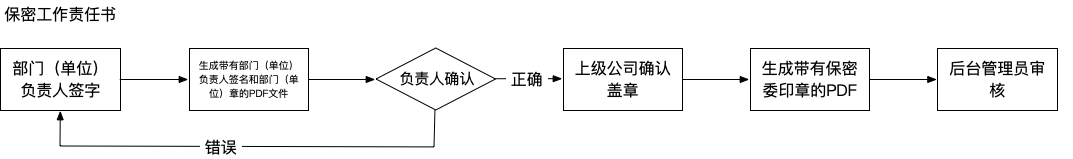 保密工作责任书
部门（单位）
负责人签字
生成带有部门（单位）
负责人签名和部门（单
位）章的PDF文件
负责人确认
正确
上级公司确认
盖章
生成带有保密
委印章的PDF
后台管理员审
核
错误